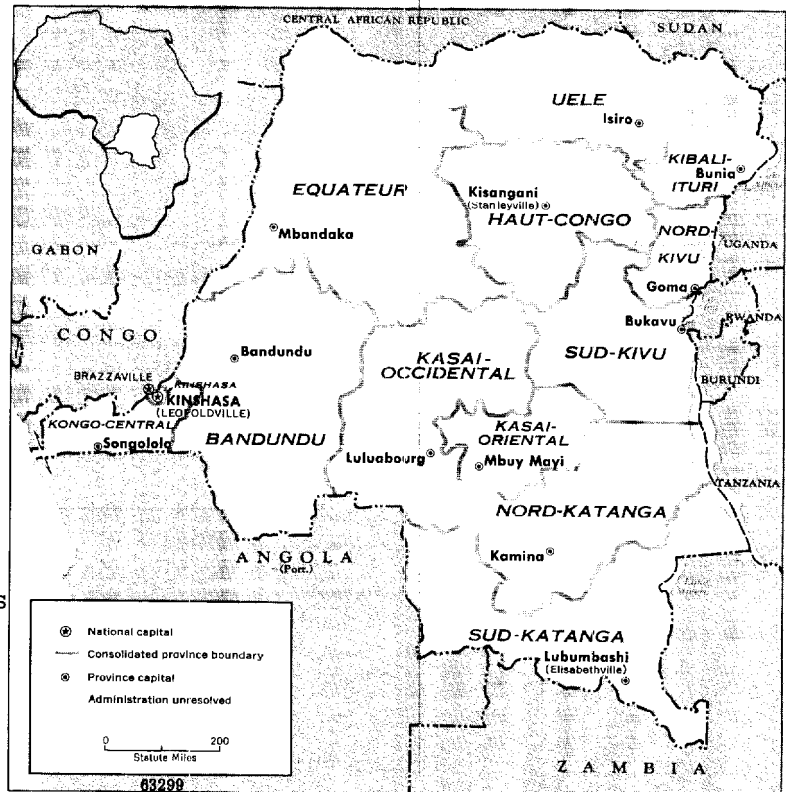 CENTRAL AFRICAN REPUBLIC
SUDAN
UELE
Isiro
KIBALI-
Bunia
ITURI
EQUATEUR
Kisangani
(Stanleyville)
HAUT-CONGO
Mbandaka
NORD-
KIVU
GABON
UGANDA
Goma
CONGO
Bukavu
RWANDA
Bandundu
KASAI-
OCCIDENTAL
SUD-KIVU
BRAZZAVILLE
KINSHASA
KINSHASA
(LEOPOLDVILLE)
BURUNDI
KONGO-CENTRAL
Songololo
BANDUNDU
KASAI-
ORIENTAL
Luluabourg
Mbuy Mayi
TANZANIA
NORD-KATANGA
ANGOLA
(Port.)
Kamina
SUD-KATANGA
Lubumbashi
(Elisabethville)
National capital
Consolidated province boundary
Province capital
Administration unresolved
0 200
Statute Miles
ZAMBIA
63299